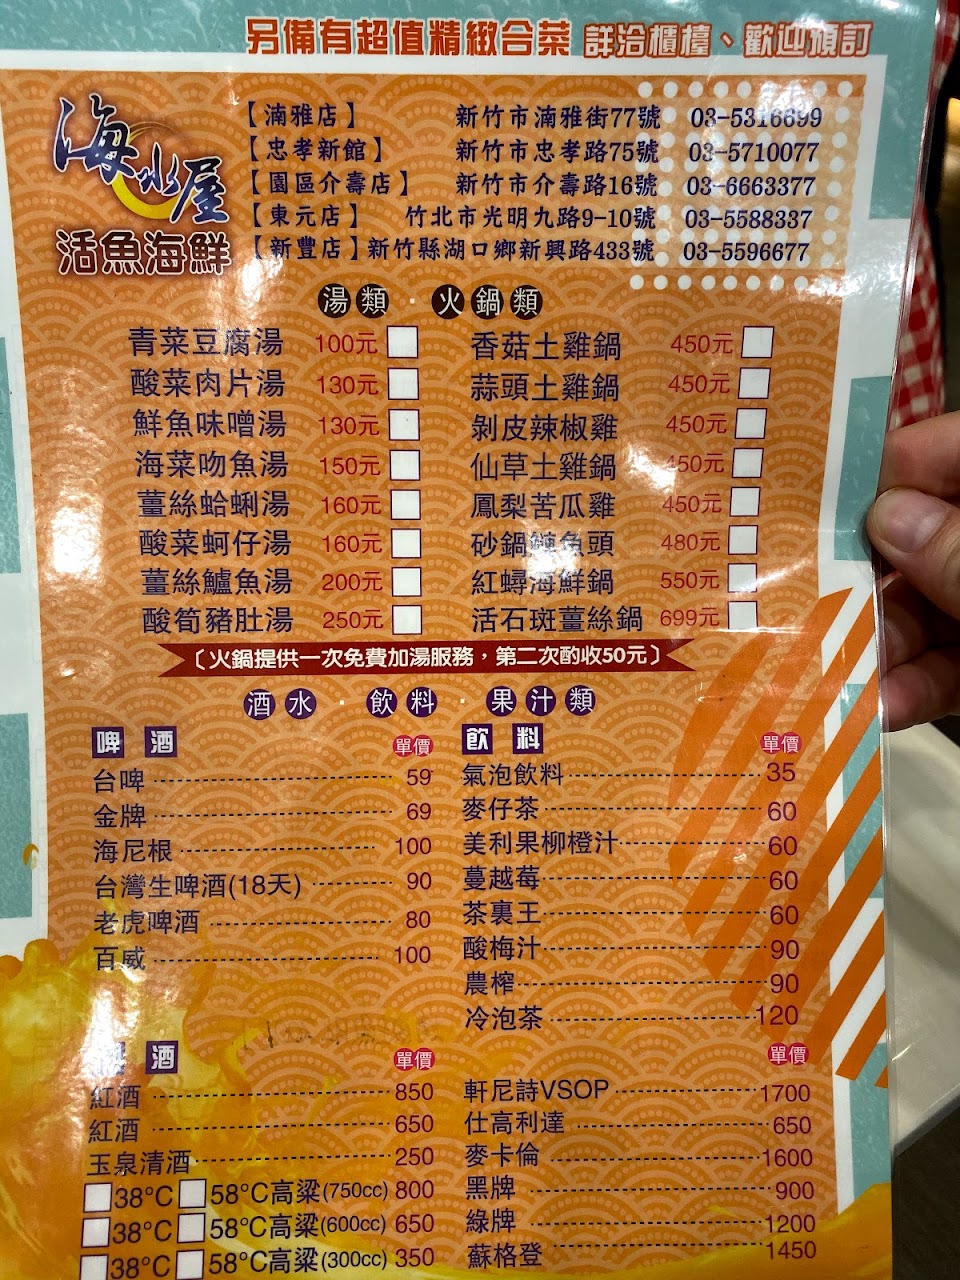 另備有超值精緻合菜 詳洽櫃檯、歡迎預訂
海水屋
活魚海鮮
【湳雅店】 新竹市湳雅街77號 03-5316699
【忠孝新館】 新竹市忠孝路75號 03-5710077
【園區介壽店】 新竹市介壽路16號 03-6663377
【東元店】 竹北市光明九路9-10號 03-5588337
【新豐店】新竹縣湖口鄉新興路433號 03-5596677
湯類・火鍋類
青菜豆腐湯 100元 香菇土雞鍋 450元
酸菜肉片湯 130元 蒜頭土雞鍋 450元
鮮魚味噌湯 130元 剝皮辣椒雞 450元
海菜吻魚湯 150元 仙草土雞鍋 450元
薑絲蛤蜊湯 160元 鳳梨苦瓜雞 450元
酸菜蚵仔湯 160元 砂鍋鰱魚頭 480元
薑絲鱸魚湯 200元 紅蟳海鮮鍋 550元
酸筍豬肚湯 250元 活石斑薑絲鍋 699元
〔火鍋提供一次免費加湯服務，第二次酌收50元〕
酒水・飲料・果汁類
啤酒 單價 飲料 單價
台啤 59 氣泡飲料 35
金牌 69 麥仔茶 60
海尼根 100 美利果柳橙汁 60
台灣生啤酒(18天) 90 蔓越莓 60
老虎啤酒 80 茶裏王 60
百威 100 酸梅汁 90
農榨 90
冷泡茶 120
酒 單價 單價
紅酒 850 軒尼詩VSOP 1700
紅酒 650 仕高利達 650
玉泉清酒 250 麥卡倫 1600
38°C 58°C高粱(750cc) 800 黑牌 900
38°C 58°C高粱(600cc) 650 綠牌 1200
38°C 58°C高粱(300cc) 350 蘇格登 1450